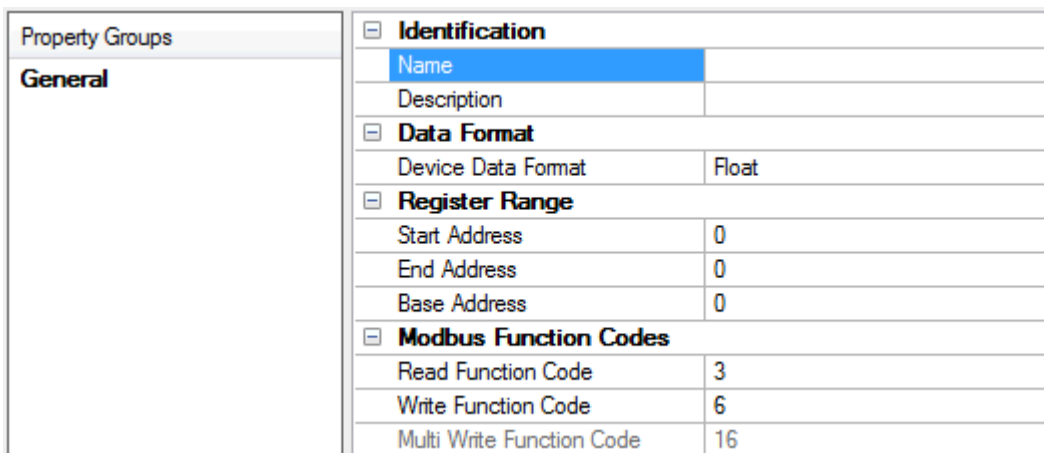 Property Groups
General
Identification
Name
Description
Data Format
Device Data Format Float
Register Range
Start Address 0
End Address 0
Base Address 0
Modbus Function Codes
Read Function Code 3
Write Function Code 6
Multi Write Function Code 16